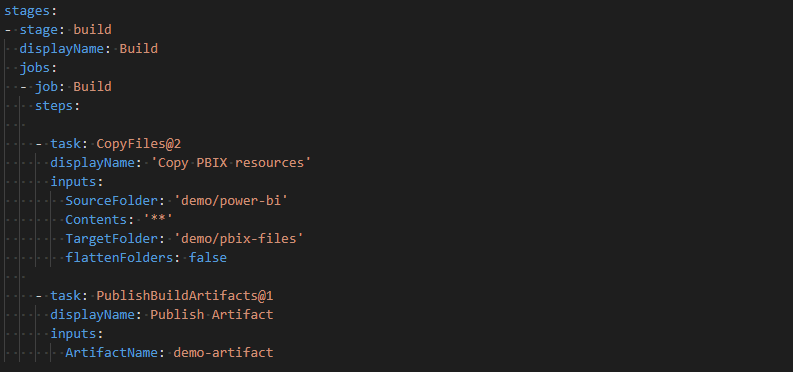 stages:
- stage: build
  displayName: Build
  jobs:
  - job: Build
    steps:

    - task: CopyFiles@2
      displayName: 'Copy PBIX resources'
      inputs:
        SourceFolder: 'demo/power-bi'
        Contents: '**'
        TargetFolder: 'demo/pbix-files'
        flattenFolders: false

    - task: PublishBuildArtifacts@1
      displayName: Publish Artifact
      inputs:
        ArtifactName: demo-artifact